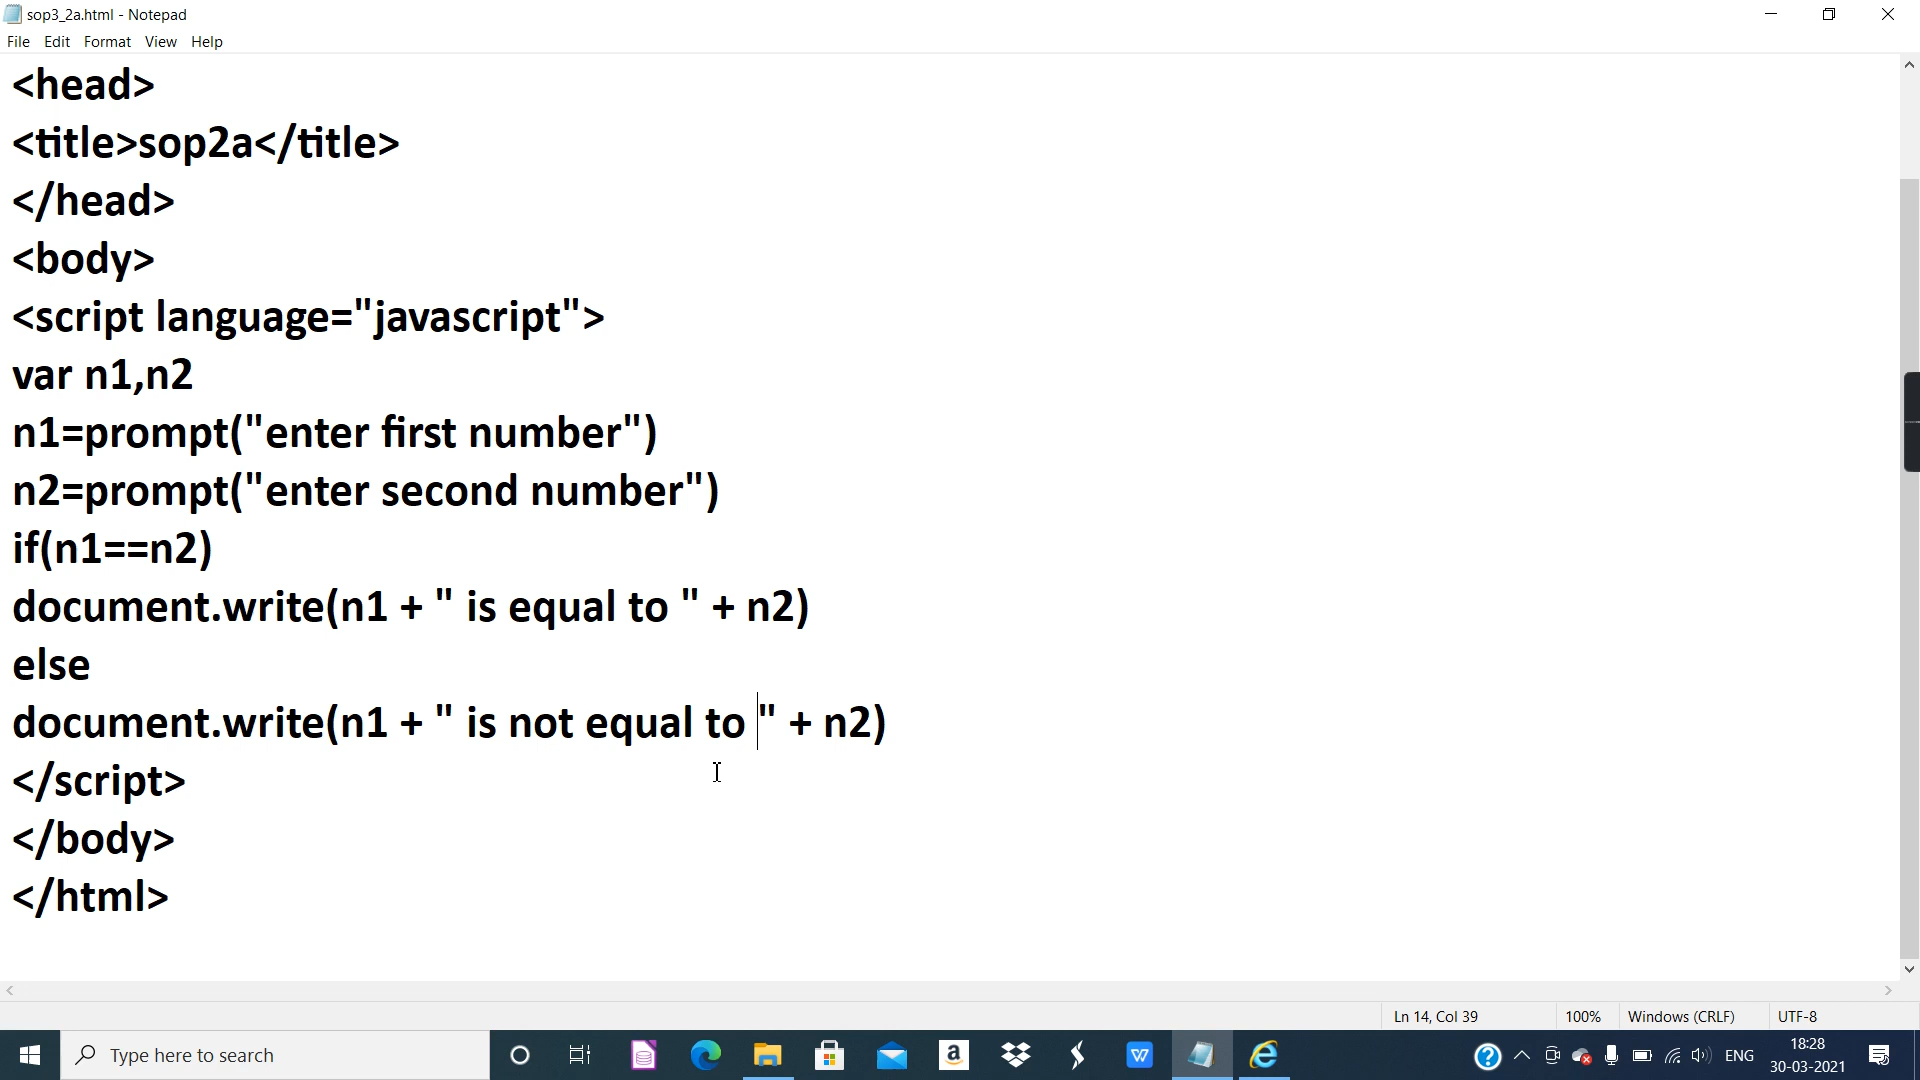 sop3_2a.html - Notepad
File Edit Format View Help
<head>
<title>sop2a</title>
</head>
<body>
<script language="javascript">
var n1,n2
n1=prompt("enter first number")
n2=prompt("enter second number")
if(n1==n2)
document.write(n1 + " is equal to " + n2)
else
document.write(n1 + " is not equal to " + n2)
</script>
</body>
</html>
Ln 14, Col 39 100% Windows (CRLF) UTF-8
Type here to search
a
W
e
?
ENG
18:28
30-03-2021